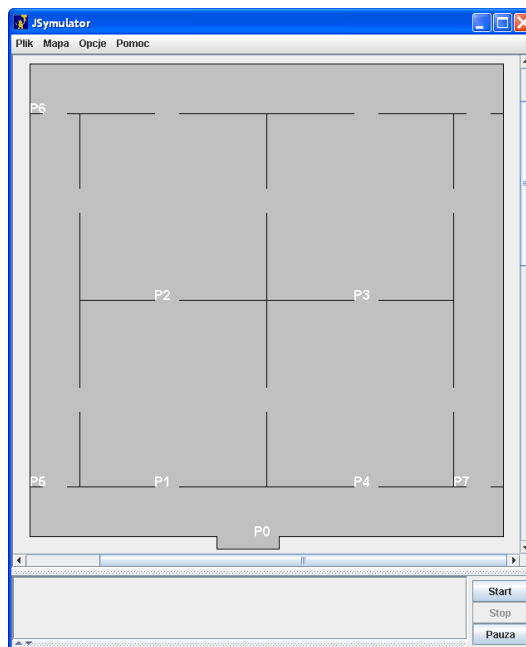 JSymulator
Plik Mapa Opcje Pomoc
P6
P2 P3
P5 P1 P4 P7
P0
Start
Stop
Pauza